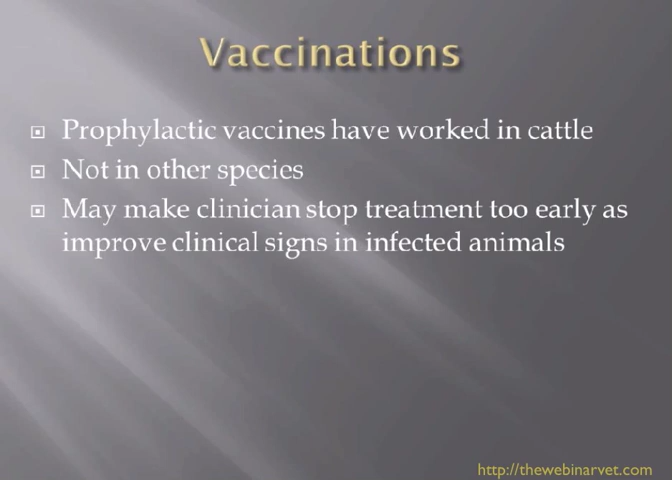 Vaccinations
Prophylactic vaccines have worked in cattle
Not in other species
May make clinician stop treatment too early as
improve clinical signs in infected animals
http://thewebinarvet.com